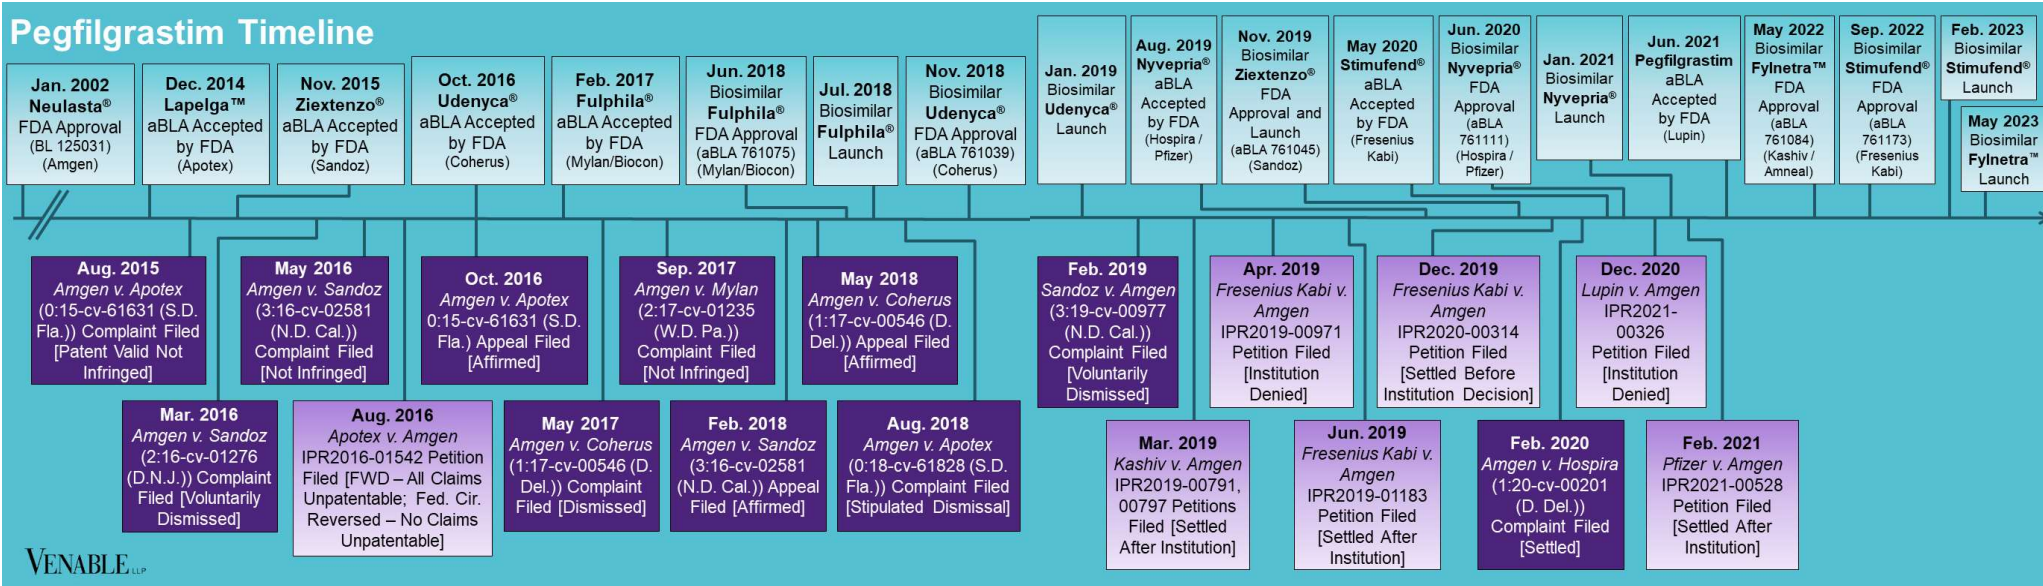 Pegfilgrastim Timeline
Jan. 2002
Neulasta®
FDA Approval
(BL 125031)
(Amgen)
Dec. 2014
Lapelga™
aBLA Accepted
by FDA
(Apotex)
Nov. 2015
Ziextenzo®
aBLA Accepted
by FDA
(Sandoz)
Oct. 2016
Udenyca®
aBLA Accepted
by FDA
(Coherus)
Feb. 2017
Fulphila®
aBLA Accepted
by FDA
(Mylan/Biocon)
Jun. 2018
Biosimilar
Fulphila®
FDA Approval
(aBLA 761075)
(Mylan/Biocon)
Jul. 2018
Biosimilar
Fulphila®
Launch
Nov. 2018
Biosimilar
Udenyca®
FDA Approval
(aBLA 761039)
(Coherus)
Jan. 2019
Biosimilar
Udenyca®
Launch
Aug. 2019
Nyvepria®
aBLA
Accepted
by FDA
(Hospira /
Pfizer)
Nov. 2019
Biosimilar
Ziextenzo®
FDA
Approval and
Launch
(aBLA 761045)
(Sandoz)
May 2020
Stimufend®
aBLA
Accepted
by FDA
(Fresenius
Kabi)
Jun. 2020
Biosimilar
Nyvepria®
FDA
Approval
(aBLA
761111)
(Hospira /
Pfizer)
Jan. 2021
Biosimilar
Nyvepria®
Launch
Jun. 2021
Pegfilgrastim
aBLA
Accepted
by FDA
(Lupin)
May 2022
Biosimilar
Fylnetra™
FDA
Approval
(aBLA
761084)
(Kashiv /
Amneal)
Sep. 2022
Biosimilar
Stimufend®
FDA
Approval
(aBLA
761173)
(Fresenius
Kabi)
Feb. 2023
Biosimilar
Stimufend®
Launch
May 2023
Biosimilar
Fylnetra™
Launch
Aug. 2015
Amgen v. Apotex
(0:15-cv-61631 (S.D.
Fla.)) Complaint Filed
[Patent Valid Not
Infringed]
Mar. 2016
Amgen v. Sandoz
(2:16-cv-01276
(D.N.J.)) Complaint
Filed [Voluntarily
Dismissed]
May 2016
Amgen v. Sandoz
(3:16-cv-02581
(N.D. Cal.))
Complaint Filed
[Not Infringed]
Aug. 2016
Apotex v. Amgen
IPR2016-01542 Petition
Filed [FWD – All Claims
Unpatentable; Fed. Cir.
Reversed – No Claims
Unpatentable]
Oct. 2016
Amgen v. Apotex
0:15-cv-61631 (S.D.
Fla.) Appeal Filed
[Affirmed]
May 2017
Amgen v. Coherus
(1:17-cv-00546 (D.
Del.)) Complaint
Filed [Dismissed]
Sep. 2017
Amgen v. Mylan
(2:17-cv-01235
(W.D. Pa.))
Complaint Filed
[Not Infringed]
Feb. 2018
Amgen v. Sandoz
(3:16-cv-02581
(N.D. Cal.)) Appeal
Filed [Affirmed]
May 2018
Amgen v. Coherus
(1:17-cv-00546 (D.
Del.)) Appeal Filed
[Affirmed]
Aug. 2018
Amgen v. Apotex
(0:18-cv-61828 (S.D.
Fla.)) Complaint Filed
[Stipulated Dismissal]
Feb. 2019
Sandoz v. Amgen
(3:19-cv-00977
(N.D. Cal.))
Complaint Filed
[Voluntarily
Dismissed]
Mar. 2019
Kashiv v. Amgen
IPR2019-00791,
00797 Petitions
Filed [Settled
After Institution]
Apr. 2019
Fresenius Kabi v.
Amgen
IPR2019-00971
Petition Filed
[Institution
Denied]
Jun. 2019
Fresenius Kabi v.
Amgen
IPR2019-01183
Petition Filed
[Settled After
Institution]
Dec. 2019
Fresenius Kabi v.
Amgen
IPR2020-00314
Petition Filed
[Settled Before
Institution Decision]
Feb. 2020
Amgen v. Hospira
(1:20-cv-00201
(D. Del.))
Complaint Filed
[Settled]
Dec. 2020
Lupin v. Amgen
IPR2021-
00326
Petition Filed
[Institution
Denied]
Feb. 2021
Pfizer v. Amgen
IPR2021-00528
Petition Filed
[Settled After
Institution]
VENABLE LLP